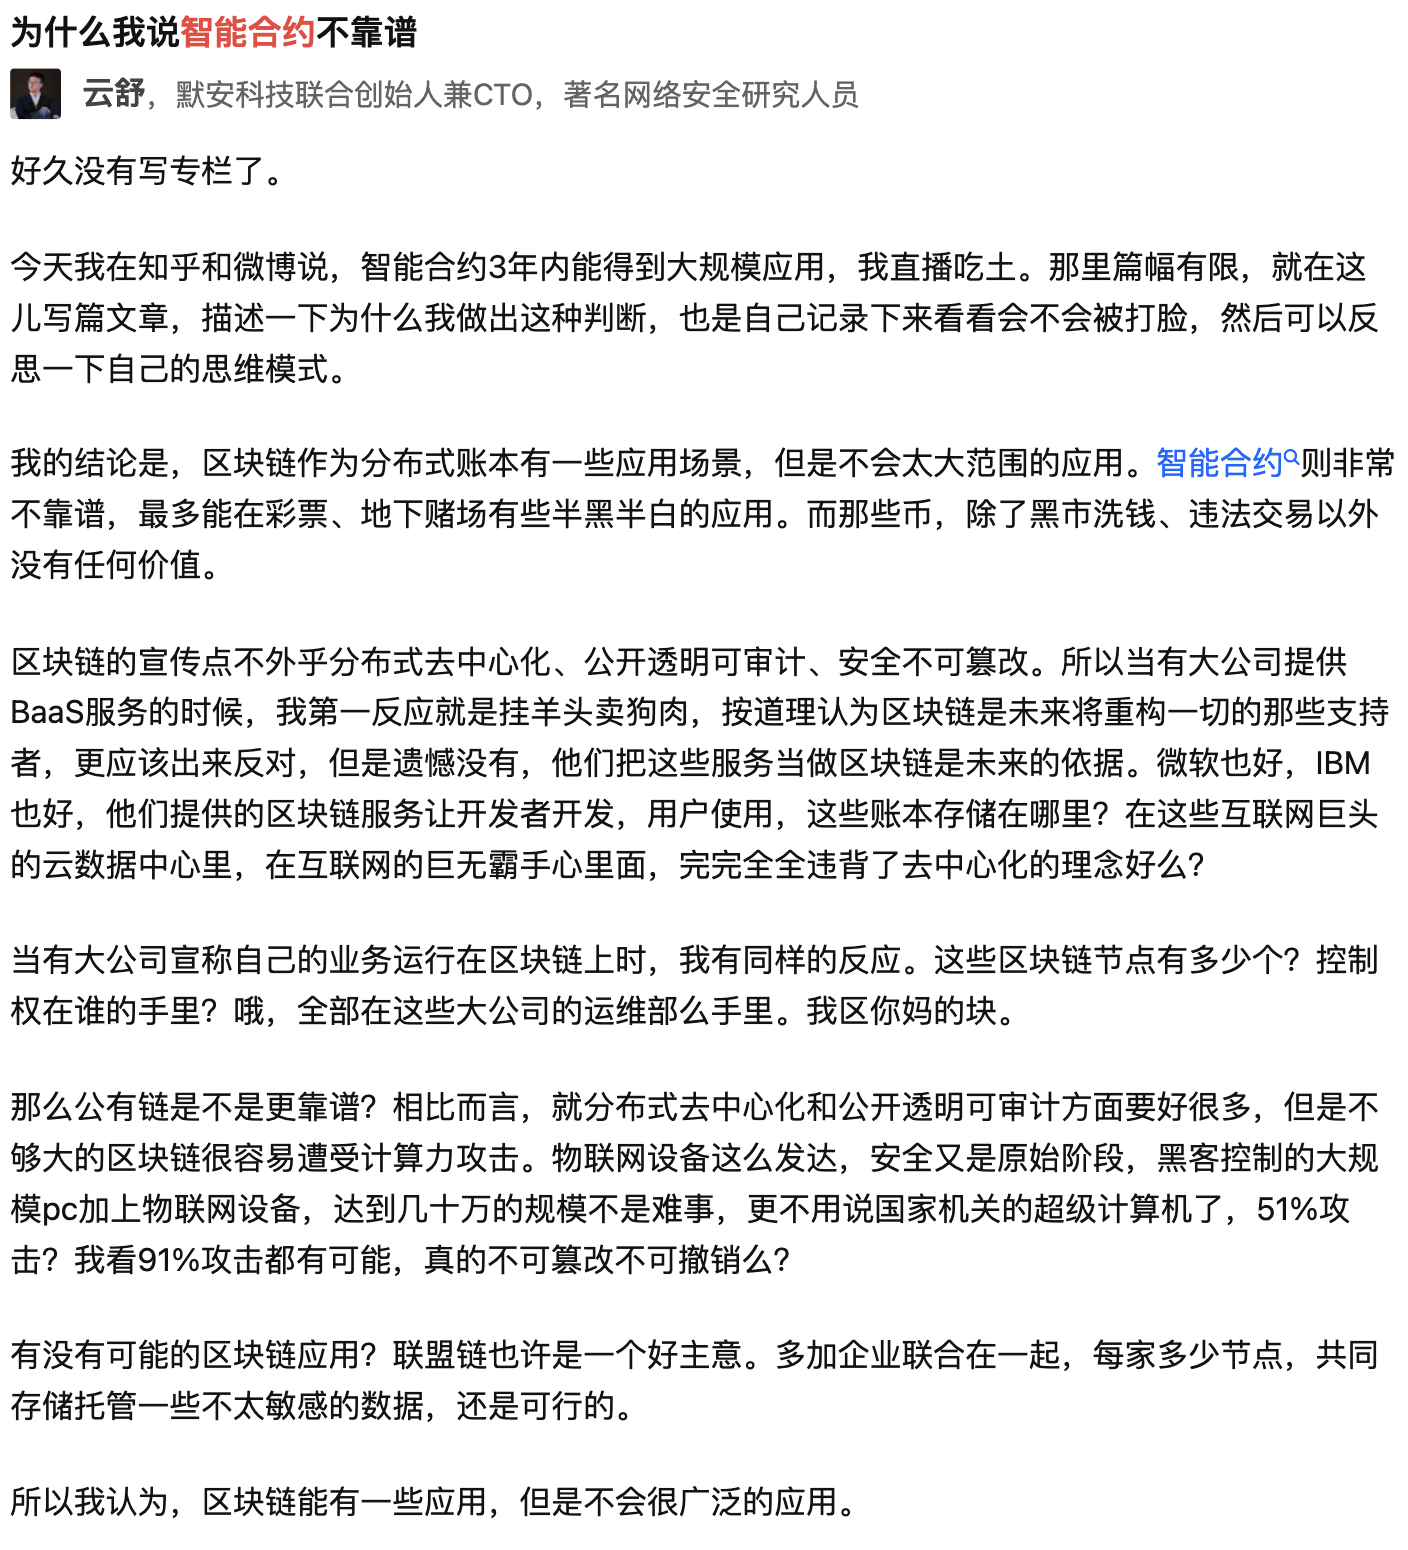 为什么我说智能合约不靠谱
云舒，默安科技联合创始人兼CTO，著名网络安全研究人员
好久没有写专栏了。
今天我在知乎和微博说，智能合约3年内能得到大规模应用，我直播吃土。那里篇幅有限，就在这
儿写篇文章，描述一下为什么我做出这种判断，也是自己记录下来看看会不会被打脸，然后可以反
思一下自己的思维模式。
我的结论是，区块链作为分布式账本有一些应用场景，但是不会太大范围的应用。智能合约则非常
不靠谱，最多能在彩票、地下赌场有些半黑半白的应用。而那些币，除了黑市洗钱、违法交易以外
没有任何价值。
区块链的宣传点不外乎分布式去中心化、公开透明可审计、安全不可篡改。所以当有大公司提供
BaaS服务的时候，我第一反应就是挂羊头卖狗肉，按道理认为区块链是未来将重构一切的那些支持
者，更应该出来反对，但是遗憾没有，他们把这些服务当做区块链是未来的依据。微软也好，IBM
也好，他们提供的区块链服务让开发者开发，用户使用，这些账本存储在哪里？在这些互联网巨头
的云数据中心里，在互联网的巨无霸手心里面，完完全全违背了去中心化的理念好么？
当有大公司宣称自己的业务运行在区块链上时，我有同样的反应。这些区块链节点有多少个？控制
权在谁的手里？哦，全部在这些大公司的运维部么手里。我区你妈的块。
那么公有链是不是更靠谱？相比而言，就分布式去中心化和公开透明可审计方面要好很多，但是不
够大的区块链很容易遭受计算力攻击。物联网设备这么发达，安全又是原始阶段，黑客控制的大规
模pc加上物联网设备，达到几十万的规模不是难事，更不用说国家机关的超级计算机了，51%攻
击？我看91%攻击都有可能，真的不可篡改不可撤销么？
有没有可能的区块链应用？联盟链也许是一个好主意。多加企业联合在一起，每家多少节点，共同
存储托管一些不太敏感的数据，还是可行的。
所以我认为，区块链能有一些应用，但是不会很广泛的应用。